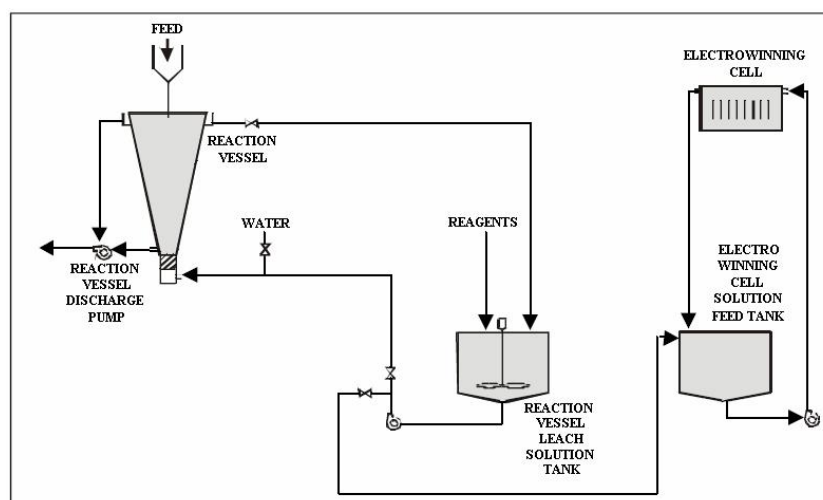 FEED
ELECTROWINNING
CELL
REACTION
VESSEL
WATER
REAGENTS
REACTION
VESSEL
DISCHARGE
PUMP
ELECTRO
WINNING
CELL
SOLUTION
FEED TANK
REACTION
VESSEL
LEACH
SOLUTION
TANK